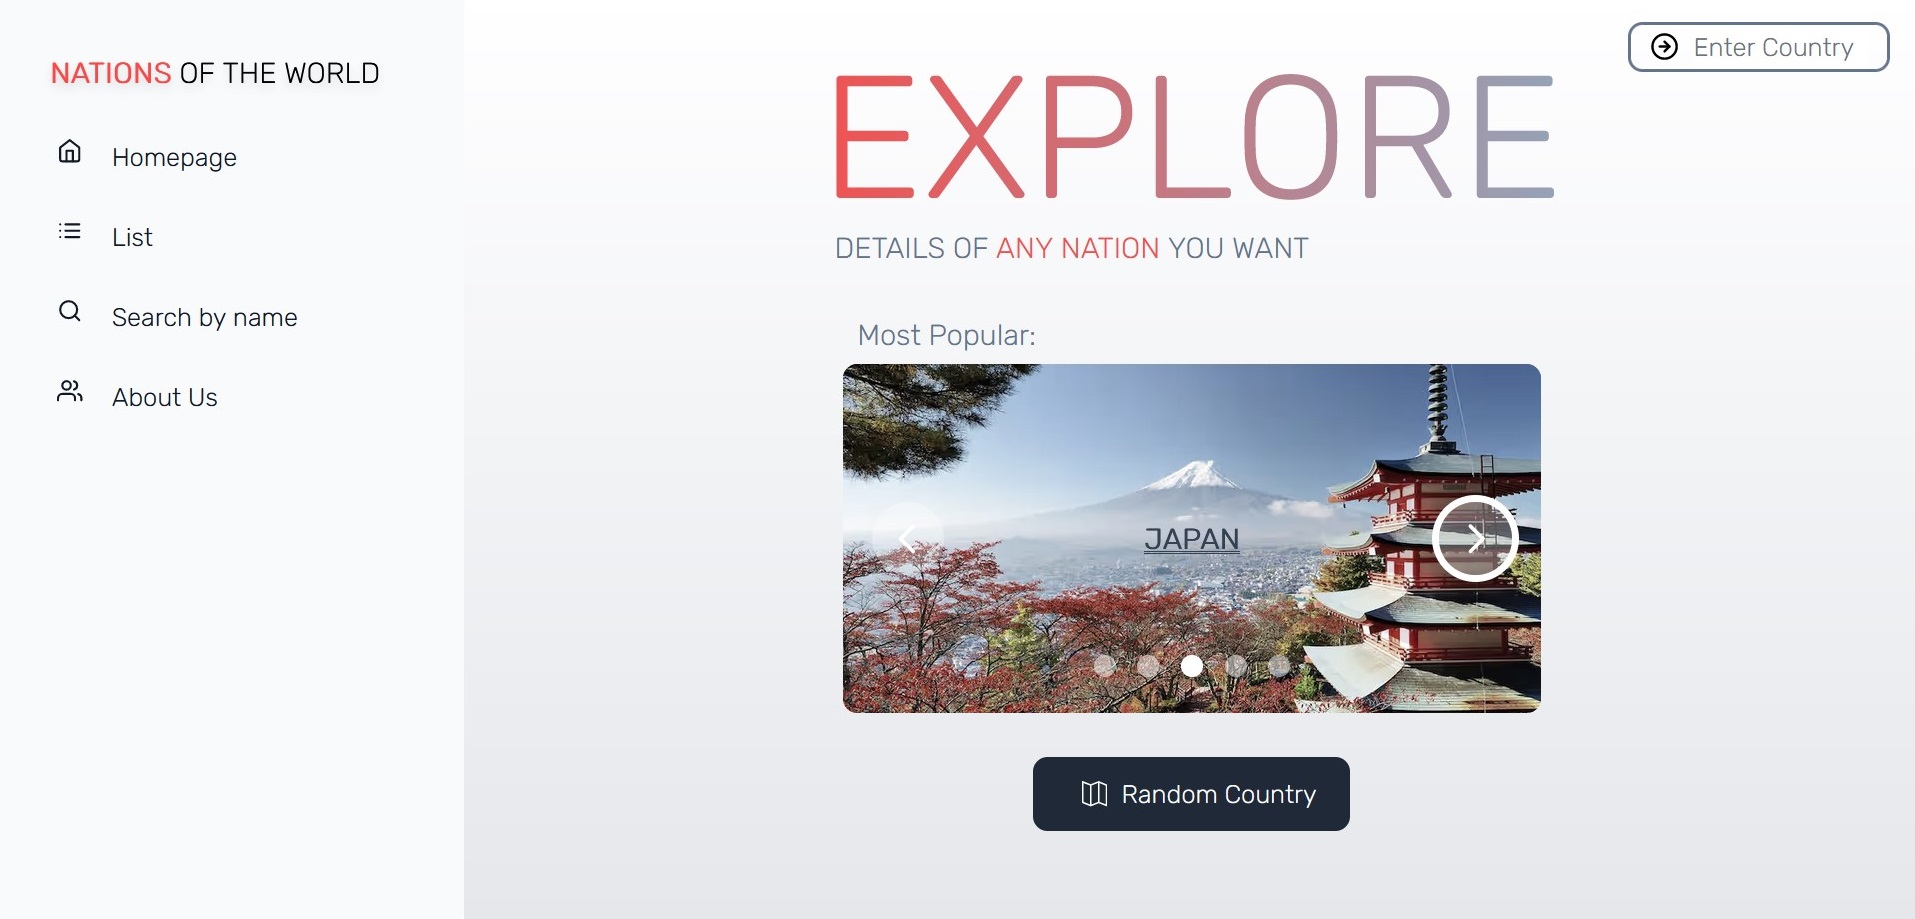 NATIONS OF THE WORLD
Homepage
List
Search by name
About Us
Enter Country
EXPLORE
DETAILS OF ANY NATION YOU WANT
Most Popular:
JAPAN
Random Country